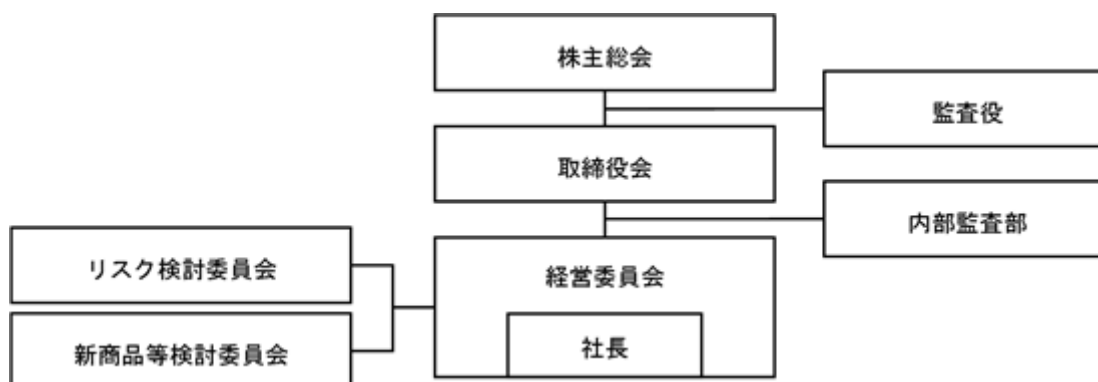 株主総会
監査役
取締役会
内部監査部
リスク検討委員会
経営委員会
新商品等検討委員会
社長